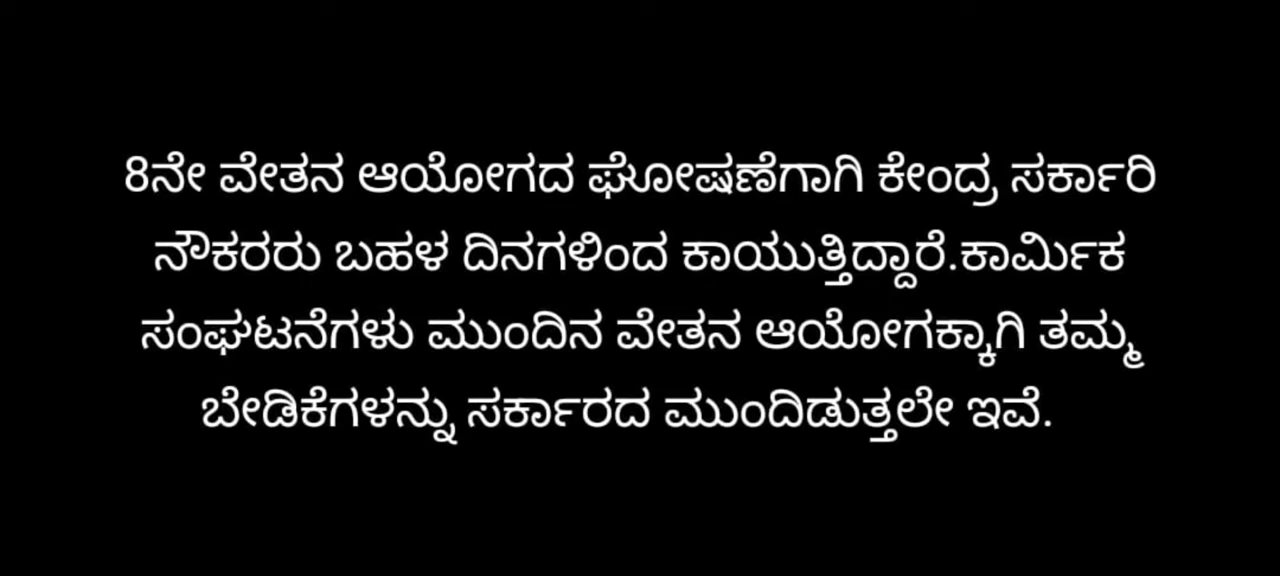 8ನೇ ವೇತನ ಆಯೋಗದ ಘೋಷಣೆಗಾಗಿ ಕೇಂದ್ರ ಸರ್ಕಾರಿ
ನೌಕರರು ಬಹಳ ದಿನಗಳಿಂದ ಕಾಯುತ್ತಿದ್ದಾರೆ.ಕಾರ್ಮಿಕ
ಸಂಘಟನೆಗಳು ಮುಂದಿನ ವೇತನ ಆಯೋಗಕ್ಕಾಗಿ ತಮ್ಮ
ಬೇಡಿಕೆಗಳನ್ನು ಸರ್ಕಾರದ ಮುಂದಿಡುತ್ತಲೇ ಇವೆ.